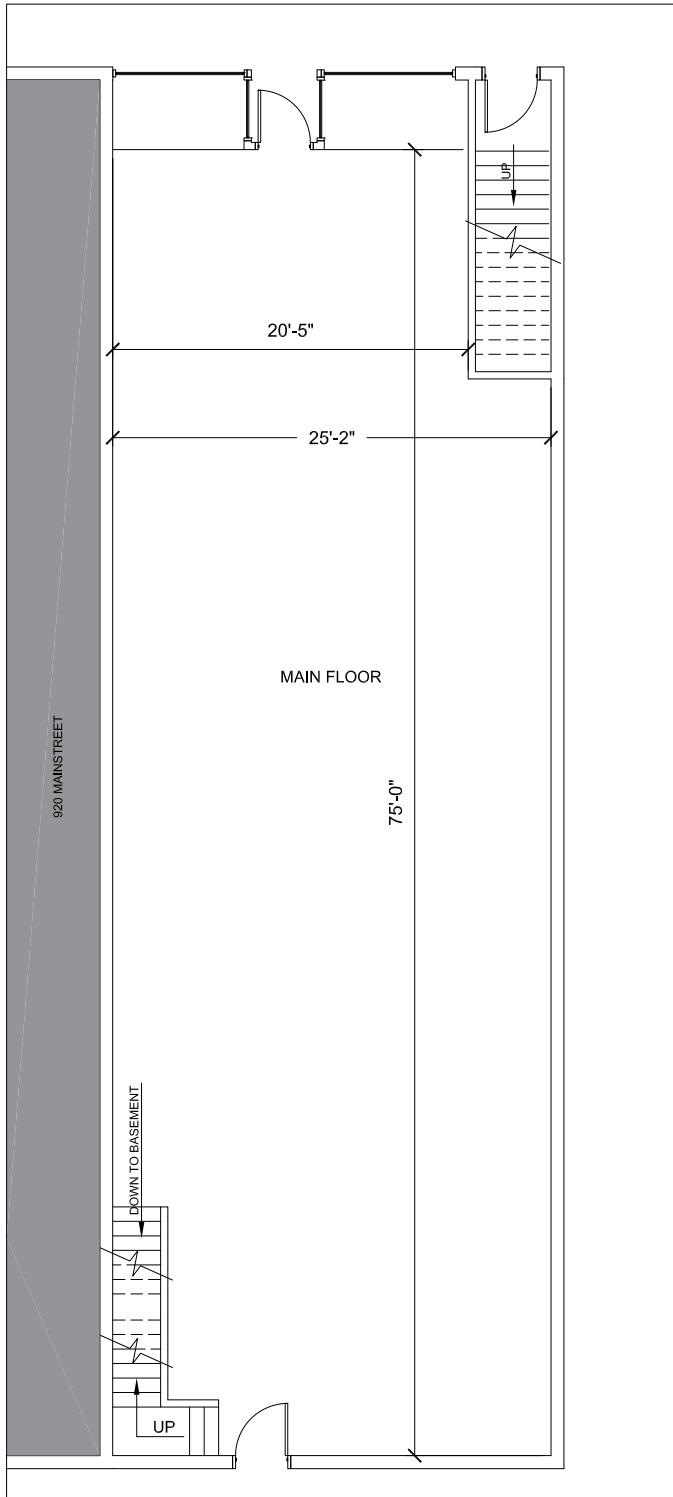 UP
20'-5"
25'-2"
MAIN FLOOR
920 MAINSTREET
75'-0"
DOWN TO BASEMENT
UP